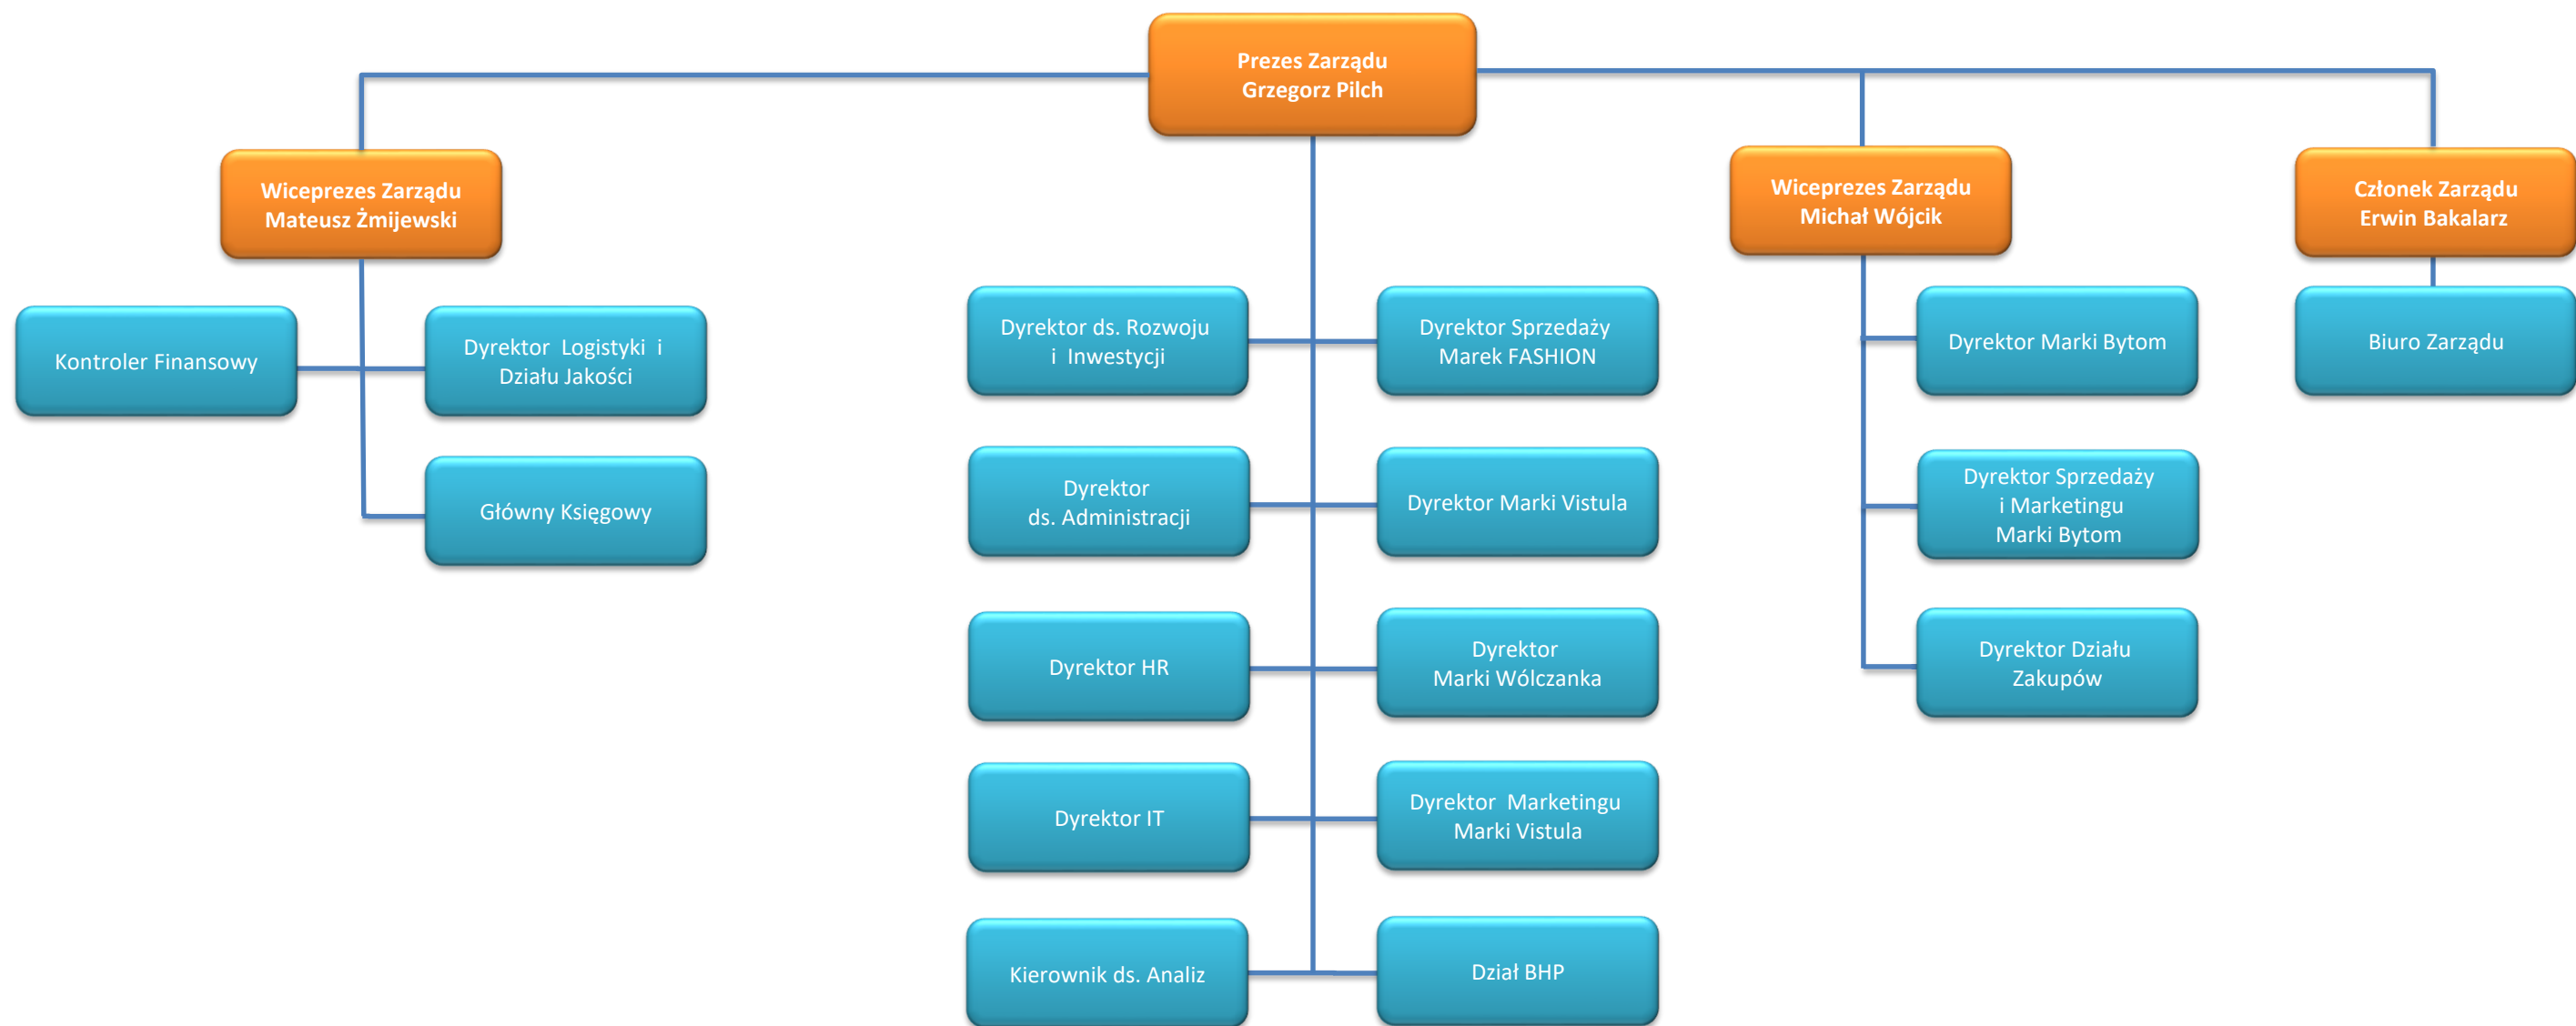 Prezes Zarządu
Grzegorz Pilch
Wiceprezes Zarządu
Mateusz Żmijewski
Wiceprezes Zarządu
Michał Wójcik
Członek Zarządu
Erwin Bakalarz
Kontroler Finansowy
Dyrektor Logistyki i
Działu Jakości
Główny Księgowy
Dyrektor ds. Rozwoju
i Inwestycji
Dyrektor Sprzedaży
Marek FASHION
Dyrektor
ds. Administracji
Dyrektor Marki Vistula
Dyrektor HR
Dyrektor
Marki Wólczanka
Dyrektor IT
Dyrektor Marketingu
Marki Vistula
Kierownik ds. Analiz
Dział BHP
Dyrektor Marki Bytom
Dyrektor Sprzedaży
i Marketingu
Marki Bytom
Dyrektor Działu
Zakupów
Biuro Zarządu